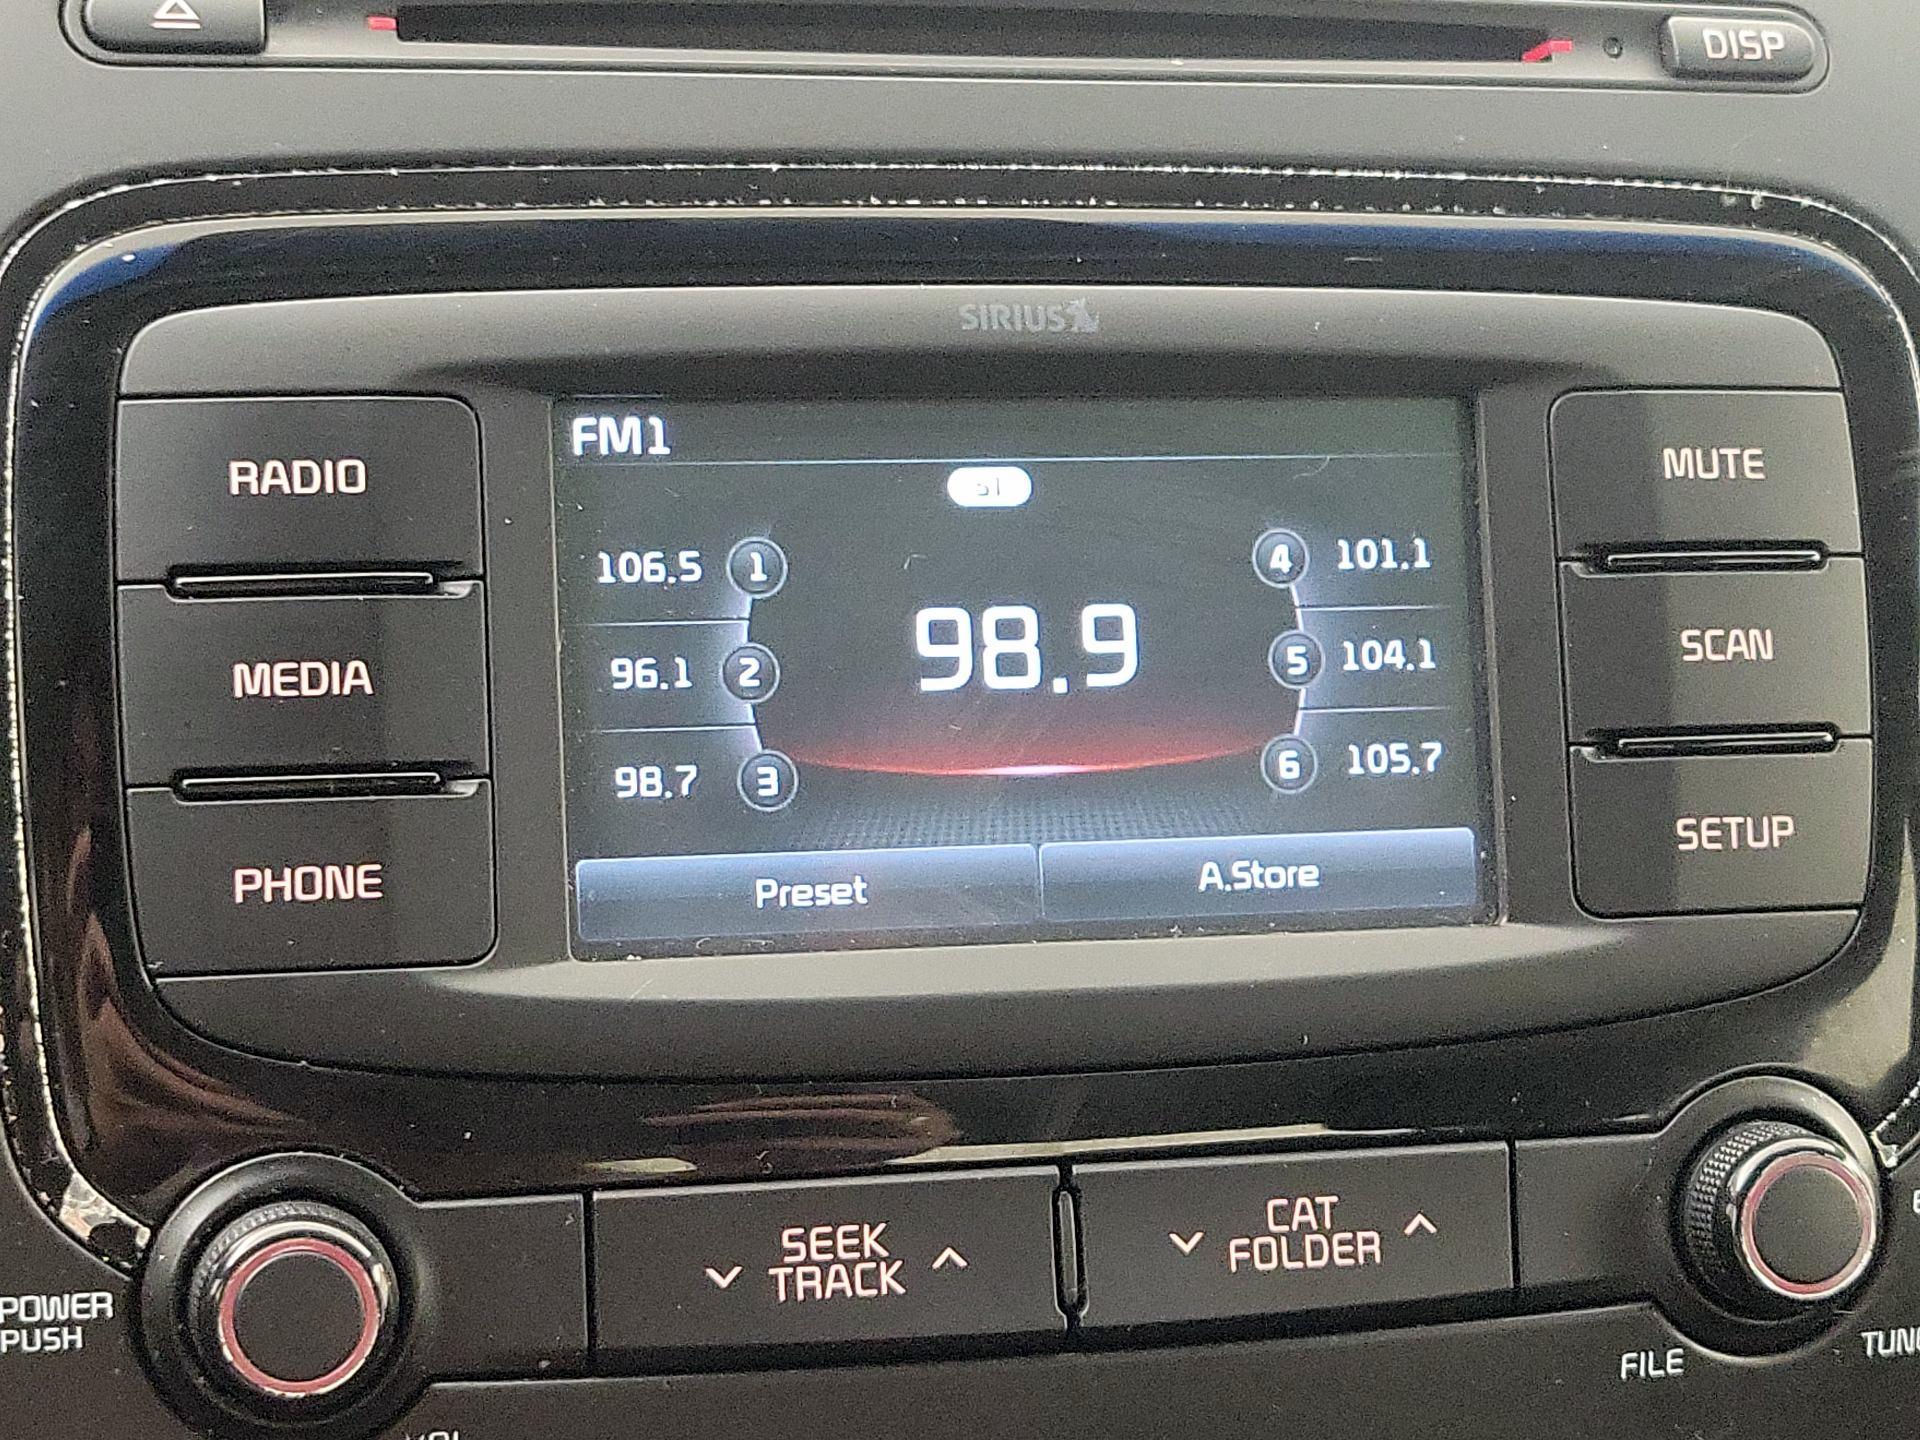 DISP
SIRIUS
FM1
ST
RADIO
MEDIA
PHONE
106.5 1
96.1 2
98.7 3
98.9
4 101.1
5 104.1
6 105.7
Preset
A.Store
MUTE
SCAN
SETUP
SEEK
TRACK
CAT
FOLDER
POWER
PUSH
FILE